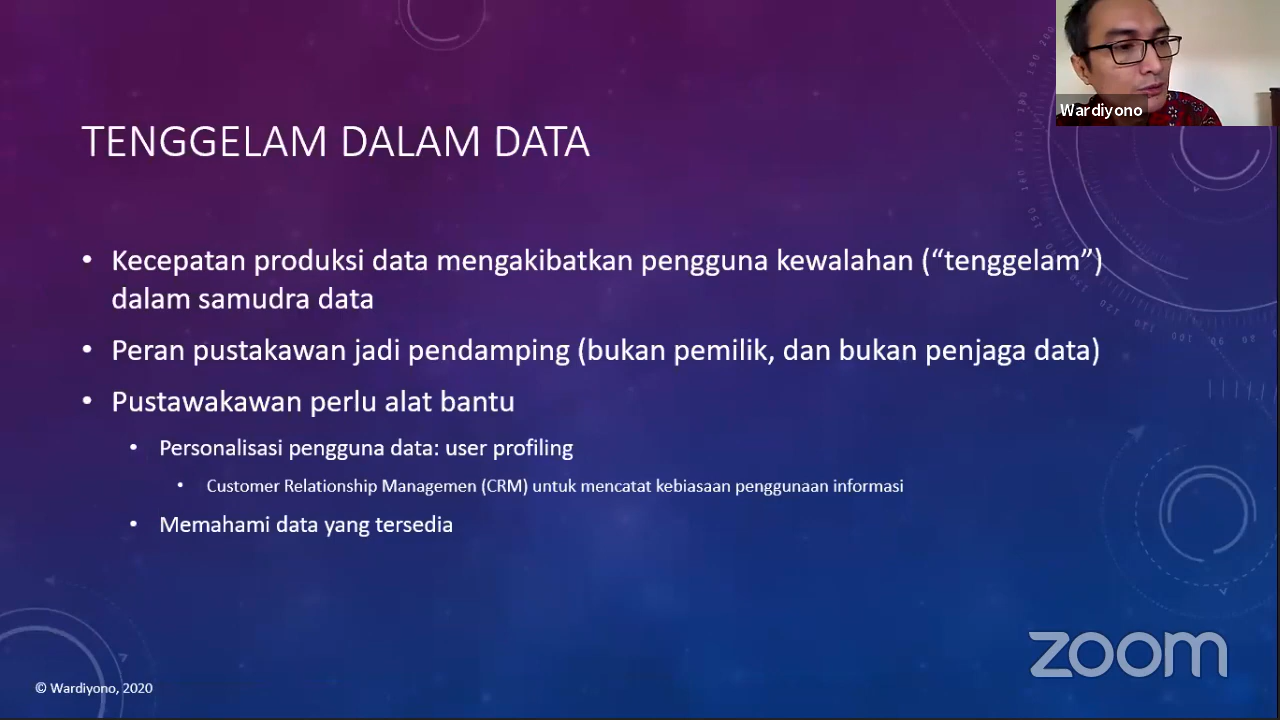 Wardiyono
TENGGELAM DALAM DATA
• Kecepatan produksi data mengakibatkan pengguna kewalahan (“tenggelam”)
dalam samudra data
• Peran pustakawan jadi pendamping (bukan pemilik, dan bukan penjaga data)
• Pustawakawan perlu alat bantu
• Personalisasi pengguna data: user profiling
• Customer Relationship Managemen (CRM) untuk mencatat kebiasaan penggunaan informasi
• Memahami data yang tersedia
zoom
© Wardiyono, 2020